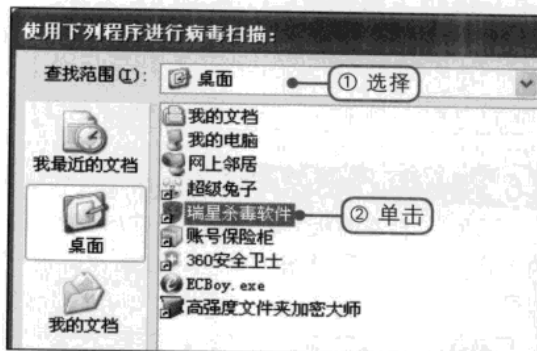 使用下列程序进行病毒扫描:
查找范围(I): 桌面 ① 选择
我的文档
我的电脑
我最近的文档
网上邻居
超级兔子
瑞星杀毒软件 ② 单击
桌面
账号保险柜
360安全卫士
ECBoy.exe
高强度文件夹加密大师
我的文档